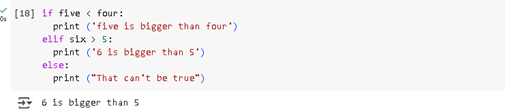 [18] if five < four:
print ('five is bigger than four')
elif six > 5:
print ('6 is bigger than 5')
else:
print ("That can't be true")
0s
6 is bigger than 5